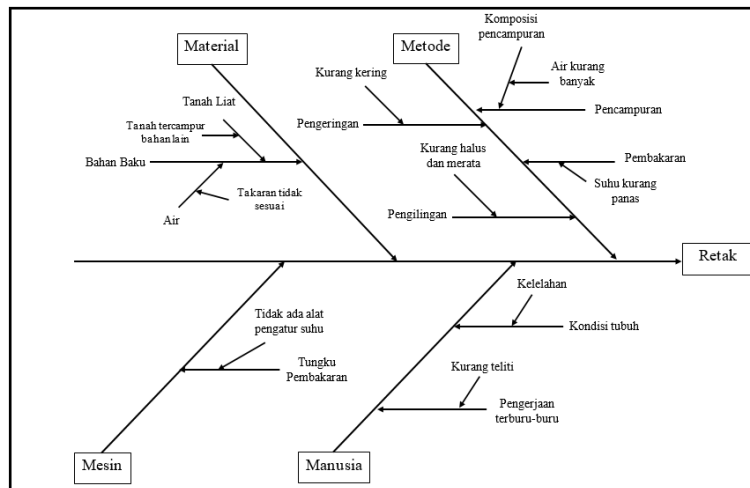 Material
Tanah Liat
Tanah tercampur
bahan lain
Bahan Baku
Air
Takaran tidak
sesuai
Metode
Komposisi
pencampuran
Air kurang
banyak
Pencampuran
Kurang kering
Pengeringan
Pembakaran
Suhu kurang
panas
Kurang halus
dan merata
Pengilingan
Retak
Mesin
Tidak ada alat
pengatur suhu
Tungku
Pembakaran
Manusia
Kelelahan
Kondisi tubuh
Kurang teliti
Pengerjaan
terburu-buru